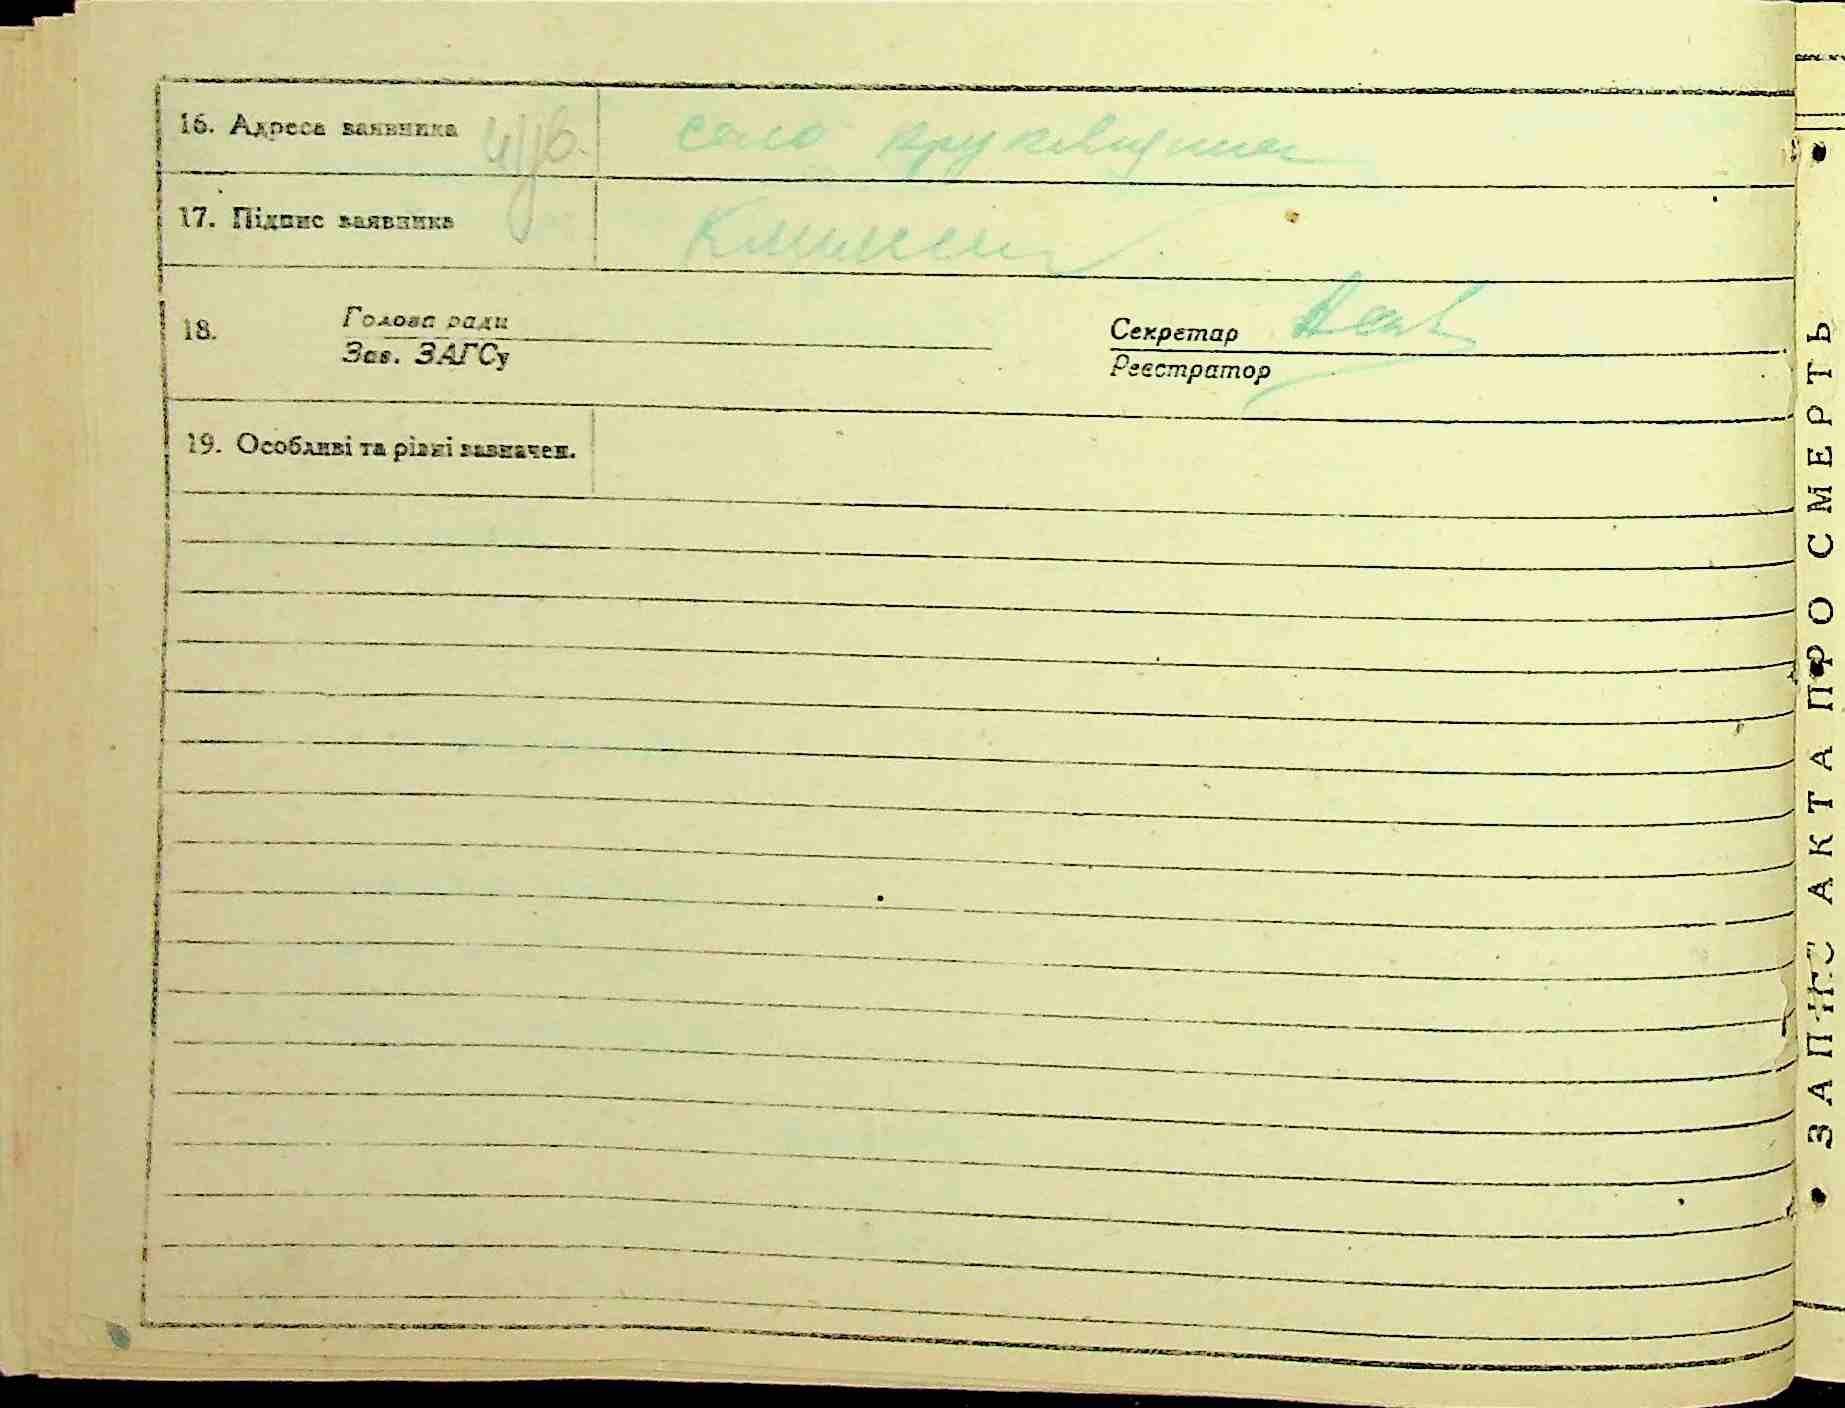 16. Адреса заявника село
17. Підпис заявника
18. Голова ради Секретар
Зав. ЗАГСу Реєстратор
19. Особливі та різні зазначен.
ЗАПИС АКТА ПРО СМЕРТЬ